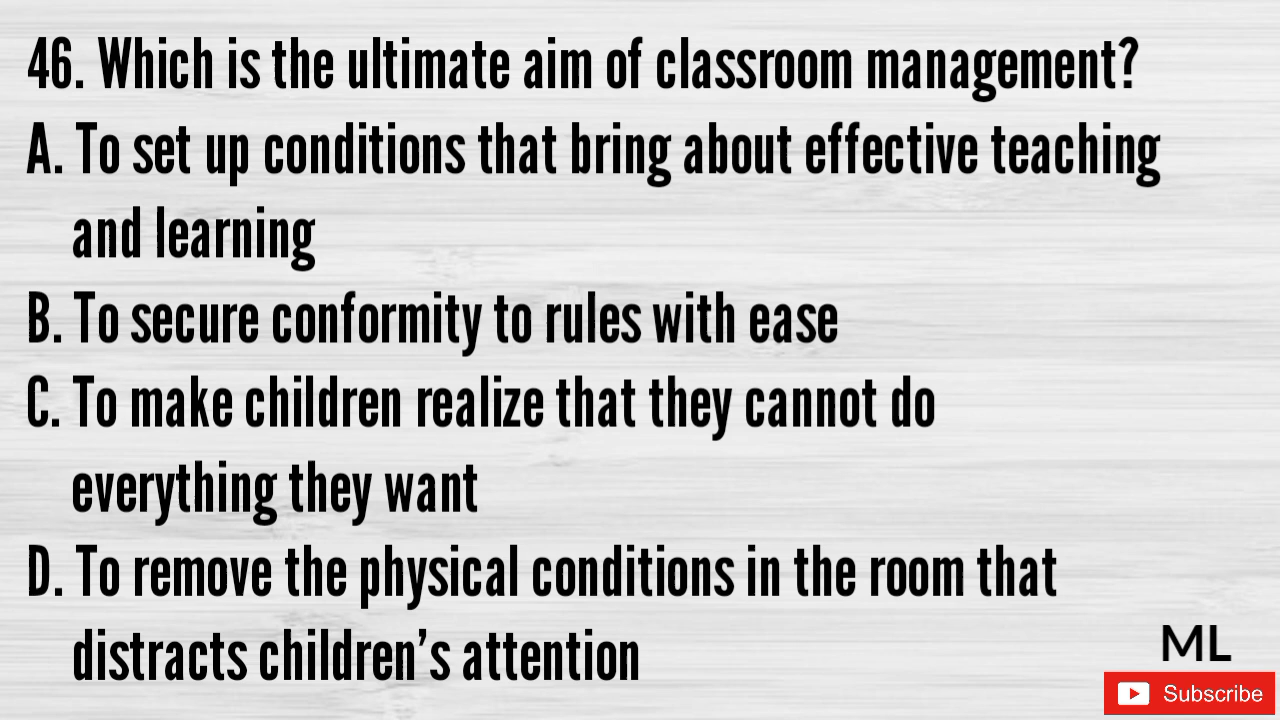 46. Which is the ultimate aim of classroom management?
A. To set up conditions that bring about effective teaching
and learning
B. To secure conformity to rules with ease
C. To make children realize that they cannot do
everything they want
D. To remove the physical conditions in the room that
distracts children’s attention
ML
Subscribe